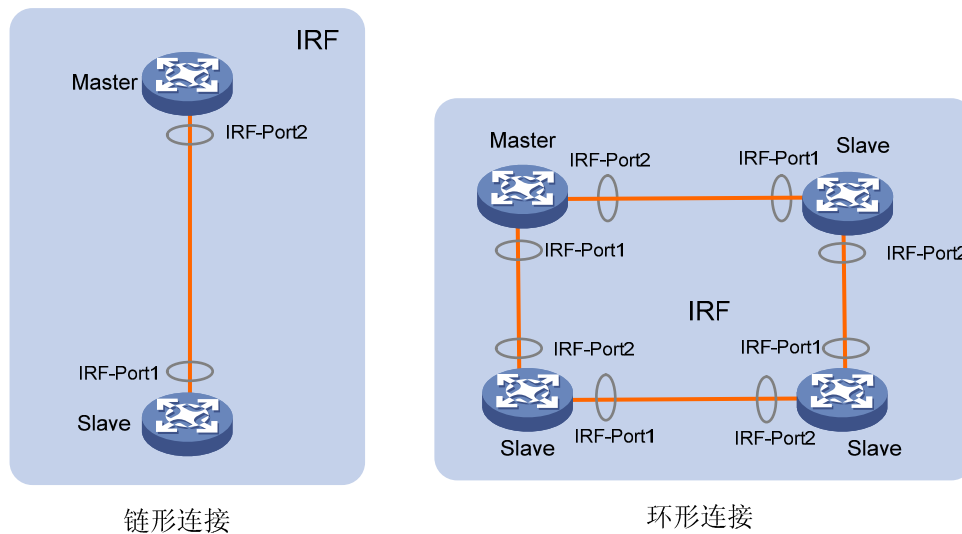 IRF
Master
IRF-Port2
IRF-Port1
Slave
链形连接
Master
IRF-Port2
IRF-Port1
Slave
IRF-Port1
IRF-Port2
IRF
IRF-Port2
IRF-Port1
IRF-Port1
IRF-Port2
Slave
Slave
环形连接